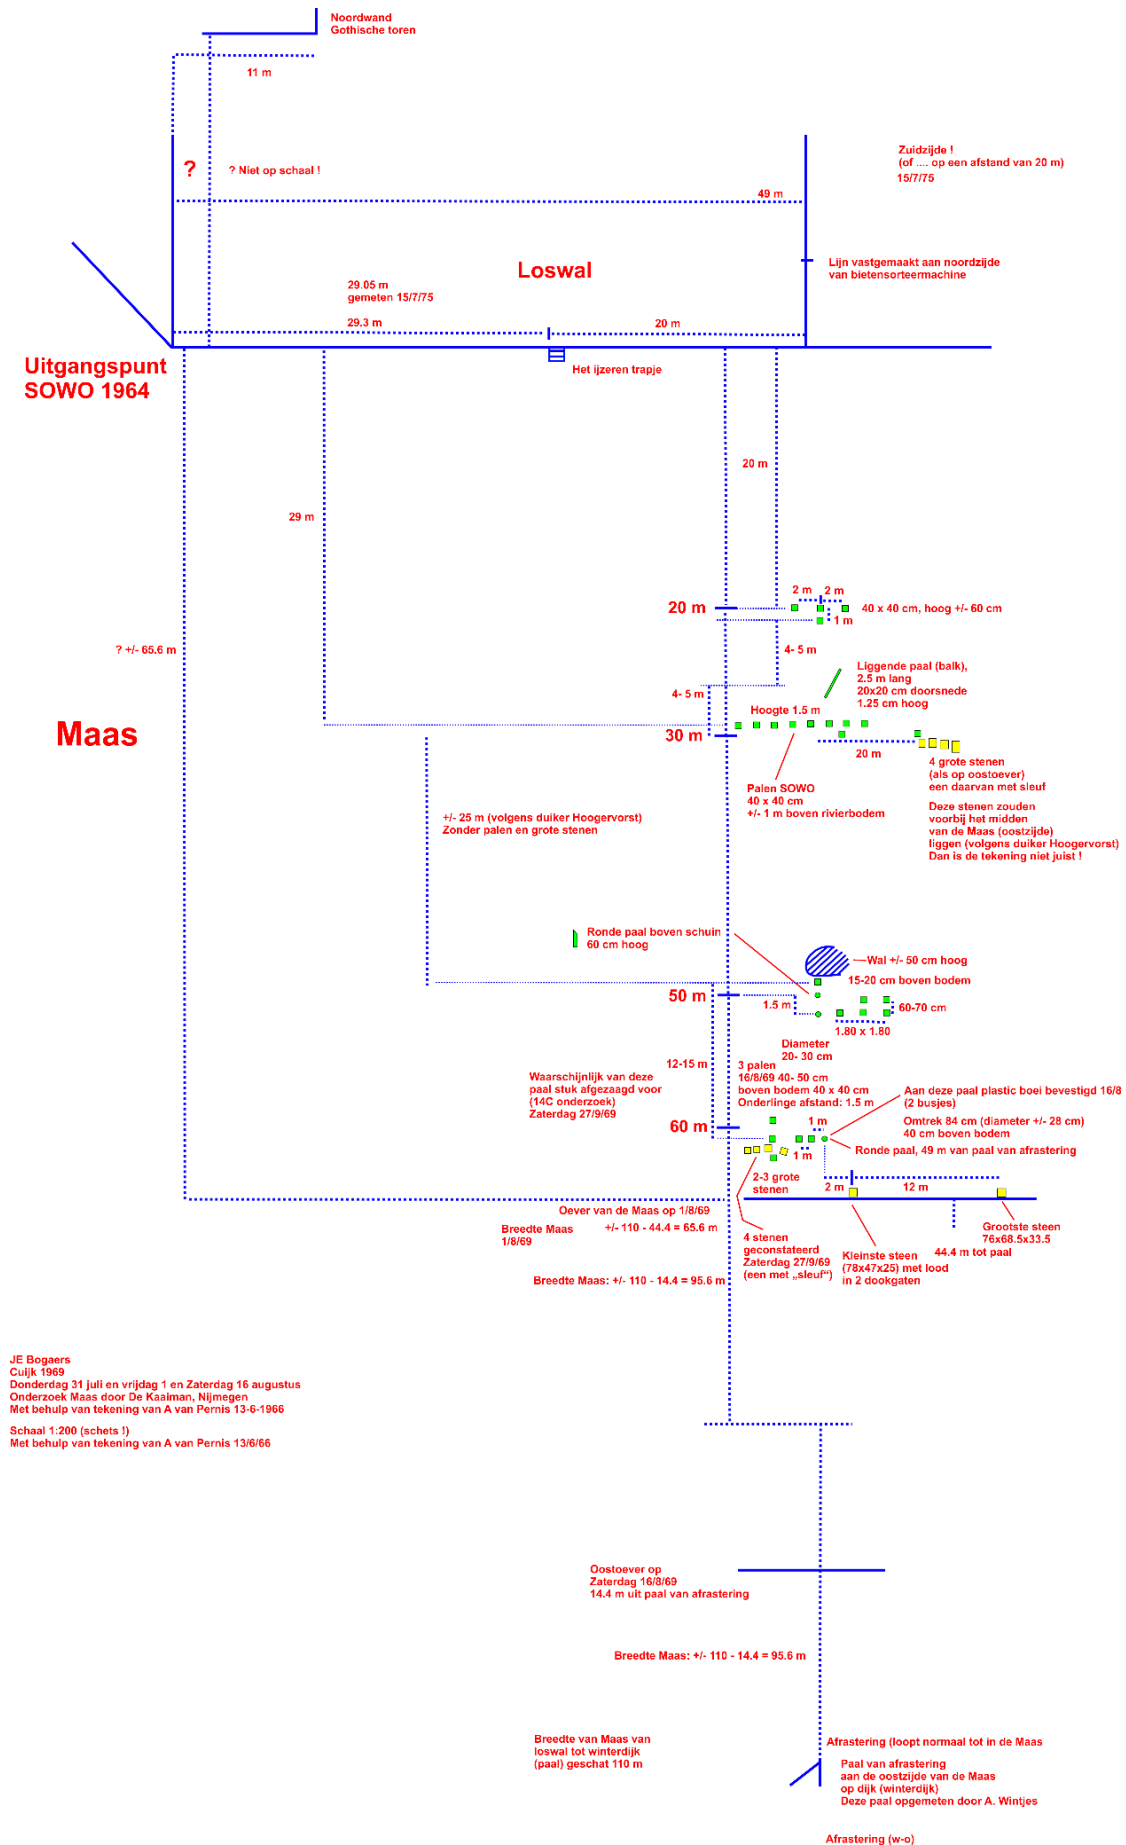 Noordwand
Gothische toren
11 m
?
? Niet op schaal !
Zuidzijde !
(of .... op een afstand van 20 m)
15/7/75
49 m
Loswal
Lijn vastgemaakt aan noordzijde
van bietensorteermachine
29.05 m
gemeten 15/7/75
29.3 m
20 m
Uitgangspunt
SOWO 1964
Het ijzeren trapje
20 m
29 m
2 m
2 m
20 m
40 x 40 cm, hoog +/- 60 cm
1 m
? +/- 65.6 m
4- 5 m
Liggende paal (balk),
2.5 m lang
20x20 cm doorsnede
1.25 cm hoog
4- 5 m
Hoogte 1.5 m
Maas
30 m
20 m
4 grote stenen
(als op oostoever)
een daarvan met sleuf
Palen SOWO
40 x 40 cm
+/- 1 m boven rivierbodem
Deze stenen zouden
voorbij het midden
van de Maas (oostzijde)
liggen (volgens duiker Hoogervorst)
Dan is de tekening niet juist !
+/- 25 m (volgens duiker Hoogervorst)
Zonder palen en grote stenen
Ronde paal boven schuin
60 cm hoog
Wal +/- 50 cm hoog
15-20 cm boven bodem
50 m
1.5 m
60-70 cm
1.80 x 1.80
Diameter
20- 30 cm
12-15 m
3 palen
16/8/69 40- 50 cm
boven bodem 40 x 40 cm
Onderlinge afstand: 1.5 m
Waarschijnlijk van deze
paal stuk afgezaagd voor
(14C onderzoek)
Zaterdag 27/9/69
Aan deze paal plastic boei bevestigd 16/8
(2 busjes)
Omtrek 84 cm (diameter +/- 28 cm)
40 cm boven bodem
60 m
1 m
Ronde paal, 49 m van paal van afrastering
1 m
2-3 grote
stenen
2 m
12 m
Oever van de Maas op 1/8/69
Breedte Maas
1/8/69
+/- 110 - 44.4 = 65.6 m
Grootste steen
76x68.5x33.5
4 stenen
geconstateerd
Zaterdag 27/9/69
(een met „sleuf“)
Kleinste steen
(78x47x25) met lood
in 2 dookgaten
44.4 m tot paal
Breedte Maas: +/- 110 - 14.4 = 95.6 m
JE Bogaers
Cuijk 1969
Donderdag 31 juli en vrijdag 1 en Zaterdag 16 augustus
Onderzoek Maas door De Kaaiman, Nijmegen
Met behulp van tekening van A van Pernis 13-6-1966
Schaal 1:200 (schets !)
Met behulp van tekening van A van Pernis 13/6/66
Oostoever op
Zaterdag 16/8/69
14.4 m uit paal van afrastering
Breedte Maas: +/- 110 - 14.4 = 95.6 m
Breedte van Maas van
loswal tot winterdijk
(paal) geschat 110 m
Afrastering (loopt normaal tot in de Maas
Paal van afrastering
aan de oostzijde van de Maas
op dijk (winterdijk)
Deze paal opgemeten door A. Wintjes
Afrastering (w-o)